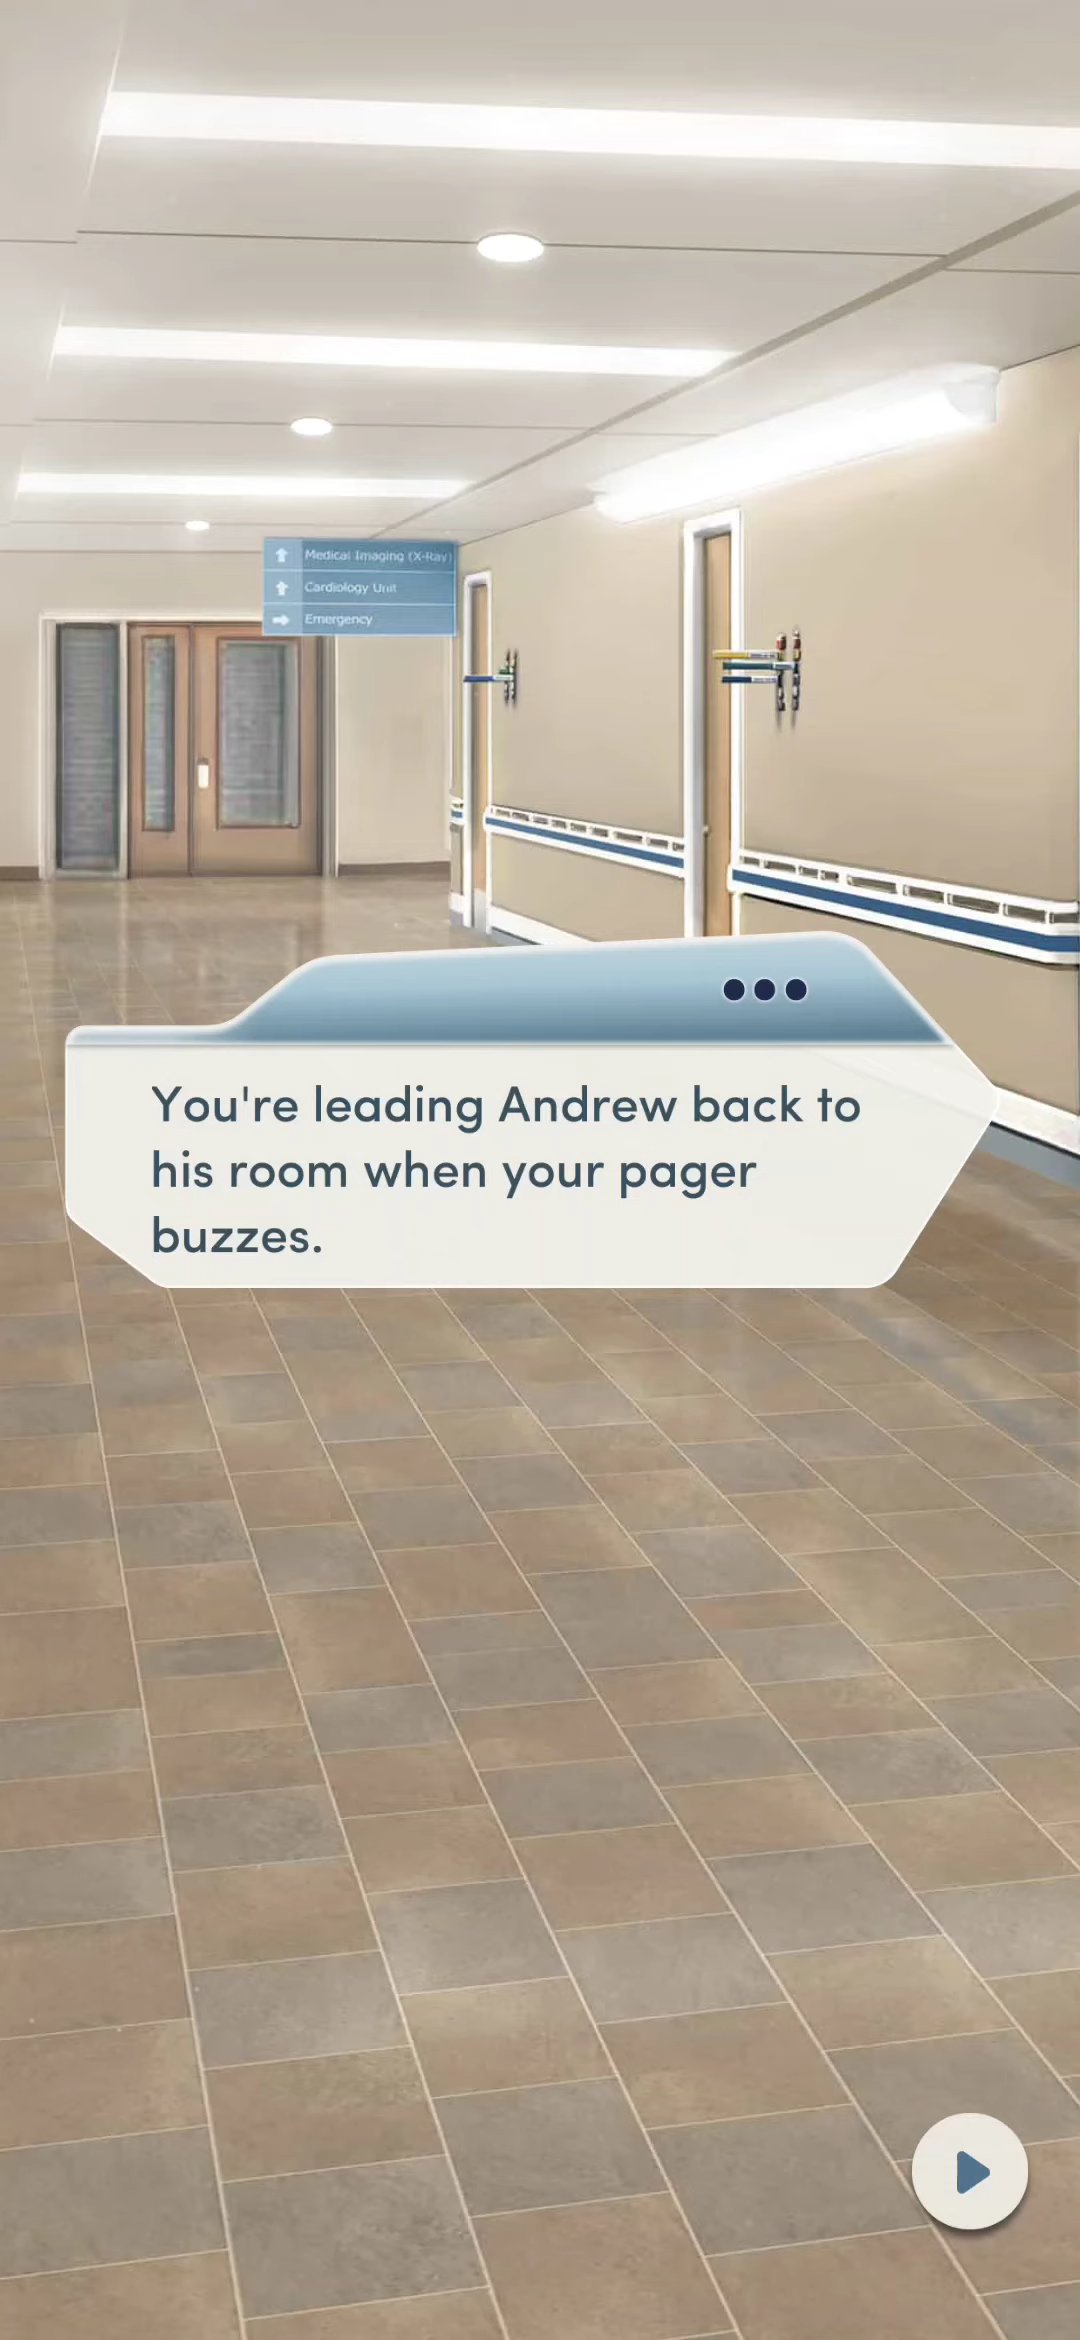 Medical Imaging (X-Ray)
Cardiology Unit
Emergency
You're leading Andrew back to
his room when your pager
buzzes.